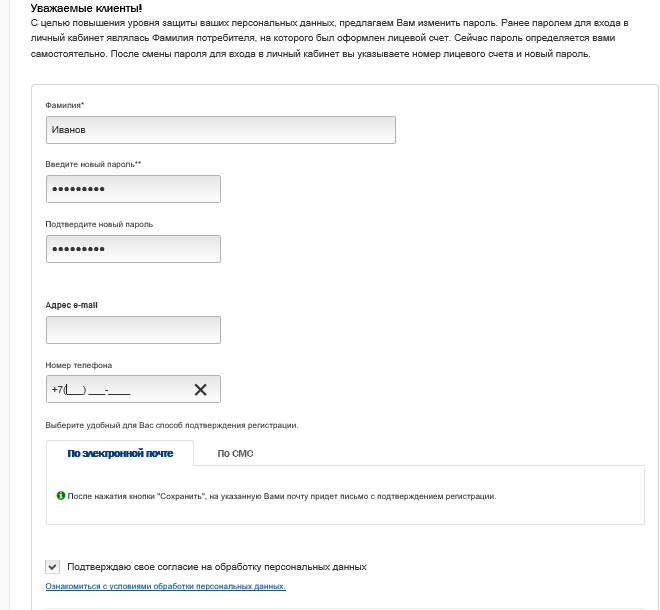 Уважаемые клиенты!
С целью повышения уровня защиты ваших персональных данных, предлагаем Вам изменить пароль. Ранее паролем для входа в
личный кабинет являлась Фамилия потребителя, на которого был оформлен лицевой счет. Сейчас пароль определяется вами
самостоятельно. После смены пароля для входа в личный кабинет вы указываете номер лицевого счета и новый пароль.
Фамилия*
Иванов
Введите новый пароль**
•••••••••
Подтвердите новый пароль
•••••••••
Адрес e-mail
Номер телефона
+7(___) ___-____
Выберите удобный для Вас способ подтверждения регистрации.
По электронной почте По СМС
После нажатия кнопки "Сохранить", на указанную Вами почту придет письмо с подтверждением регистрации.
Подтверждаю свое согласие на обработку персональных данных
Ознакомиться с условиями обработки персональных данных.